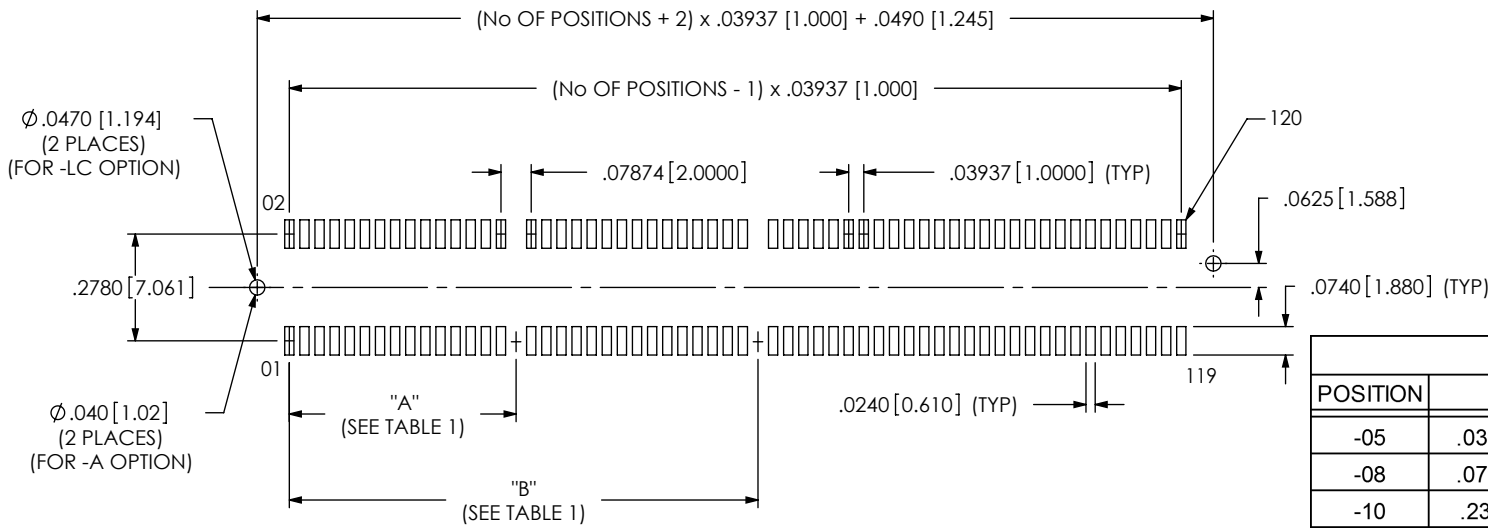 (No OF POSITIONS + 2) x .03937 [1.000] + .0490 [1.245]
(No OF POSITIONS - 1) x .03937 [1.000]
Ø.0470 [1.194]
(2 PLACES)
(FOR -LC OPTION)
120
.07874 [2.0000]
.03937 [1.0000] (TYP)
02
.0625 [1.588]
.2780 [7.061]
.0740 [1.880] (TYP)
01
119
"A"
(SEE TABLE 1)
.0240 [0.610] (TYP)
Ø.040 [1.02]
(2 PLACES)
(FOR -A OPTION)
"B"
(SEE TABLE 1)
POSITION
-05 .03
-08 .07
-10 .23